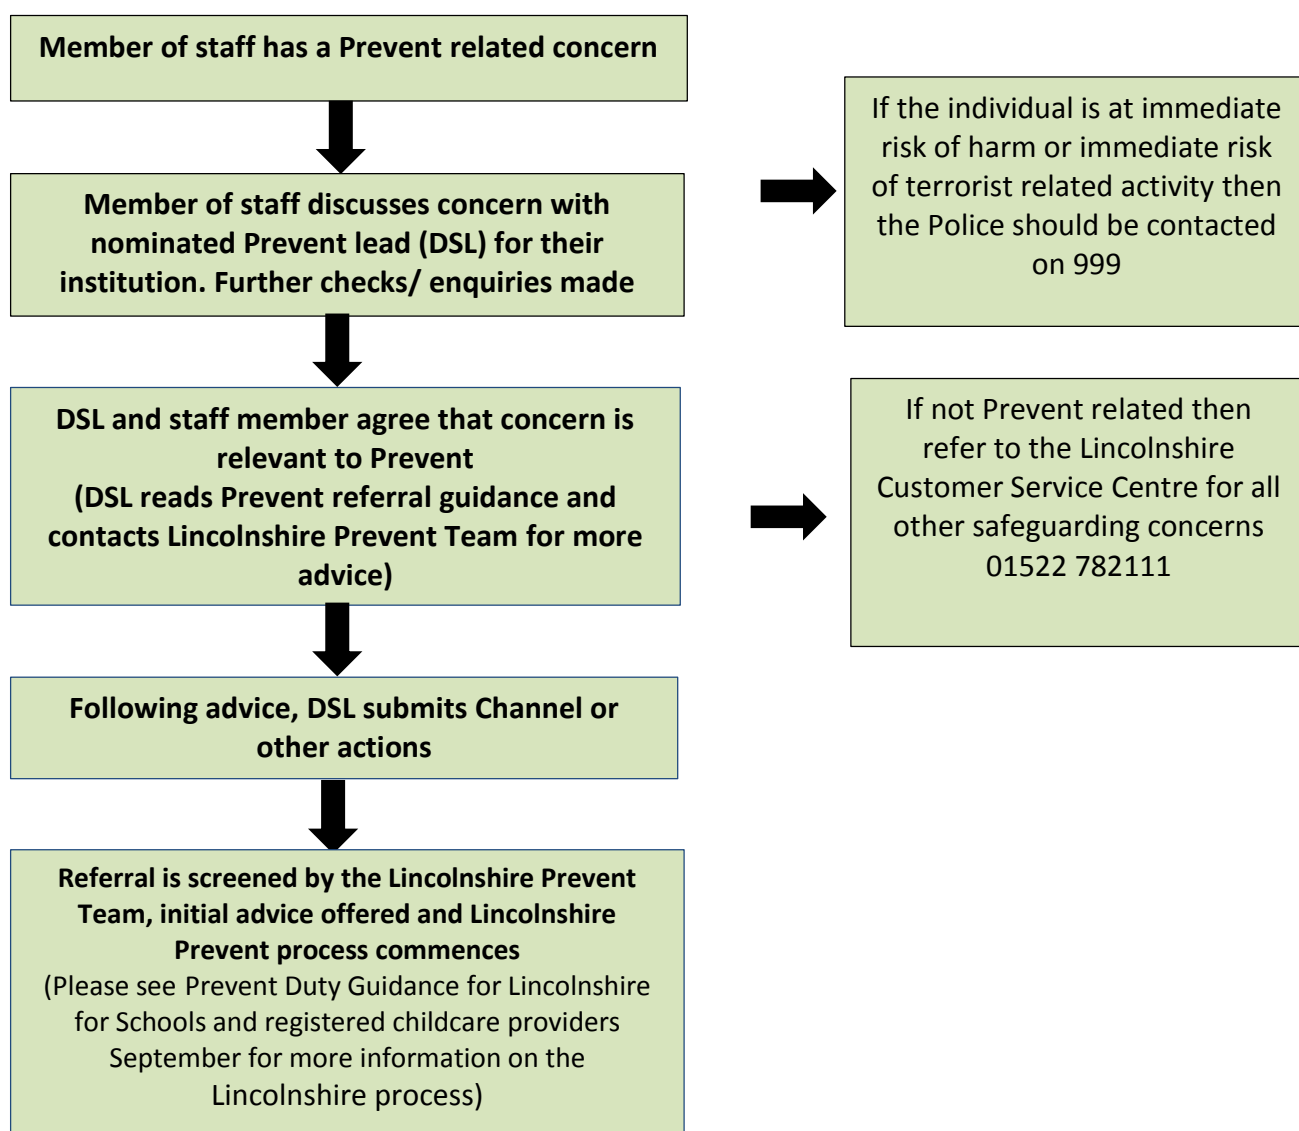 Member of staff has a Prevent related concern
If the individual is at immediate
risk of harm or immediate risk
of terrorist related activity then
the Police should be contacted
on 999
Member of staff discusses concern with
nominated Prevent lead (DSL) for their
institution. Further checks/ enquiries made
DSL and staff member agree that concern is
relevant to Prevent
(DSL reads Prevent referral guidance and
contacts Lincolnshire Prevent Team for more
advice)
If not Prevent related then
refer to the Lincolnshire
Customer Service Centre for all
other safeguarding concerns
01522 782111
Following advice, DSL submits Channel or
other actions
Referral is screened by the Lincolnshire Prevent
Team, initial advice offered and Lincolnshire
Prevent process commences
(Please see Prevent Duty Guidance for Lincolnshire
for Schools and registered childcare providers
September for more information on the
Lincolnshire process)